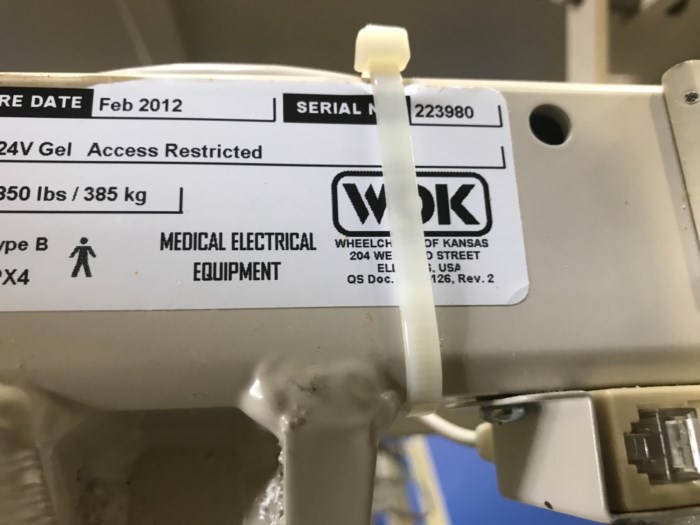 RE DATE Feb 2012 SERIAL 223980
24V Gel Access Restricted
350 lbs / 385 kg
WOK
ype B
PX4
MEDICAL ELECTRICAL
EQUIPMENT
WHEELCH OF KANSAS
204 WE D STREET
ELL S, USA
QS Doc. 126, Rev. 2